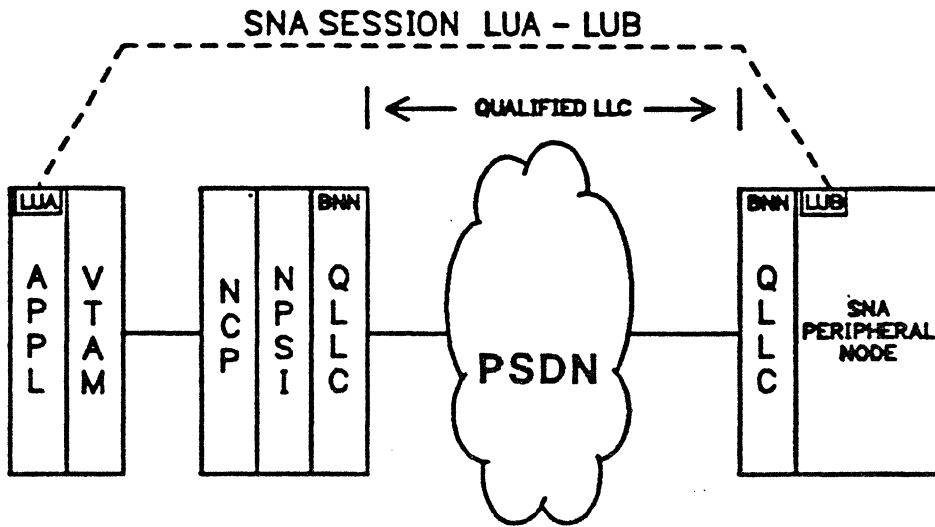 SNA SESSION LUA - LUB
QUALIFIED LLC
LUA
BNN
BNN
LUB
APPL
VTAM
NCP
NPSI
QLLC
PSDN
QLLC
SNA
PERIPHERAL
NODE